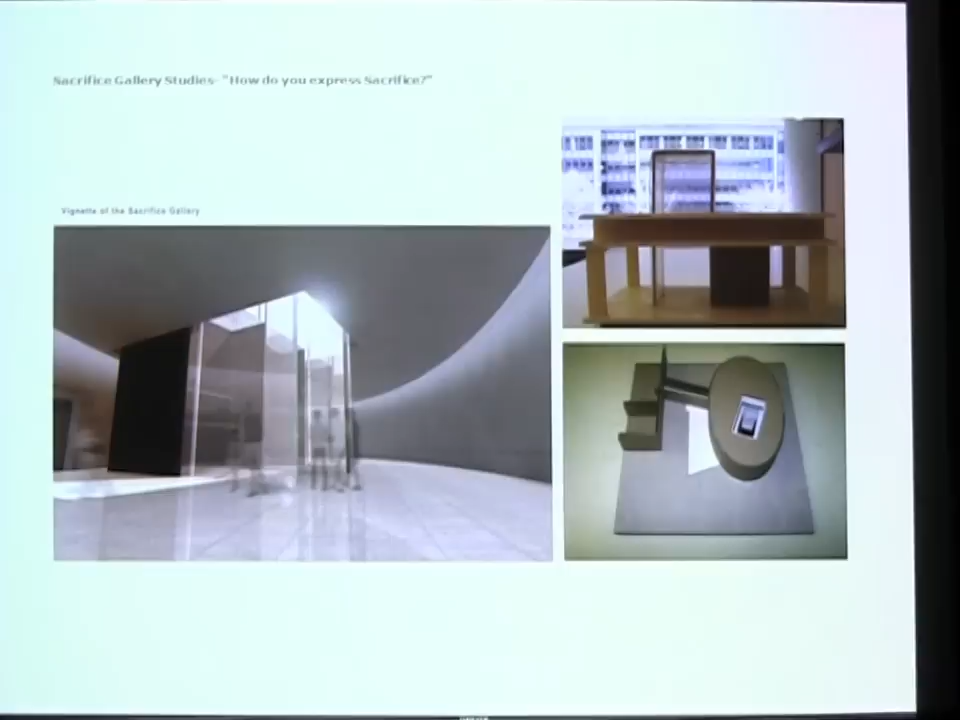 Sacrifice Gallery Studies- "How do you express Sacrifice?"
Vignette of the Sacrifice Gallery